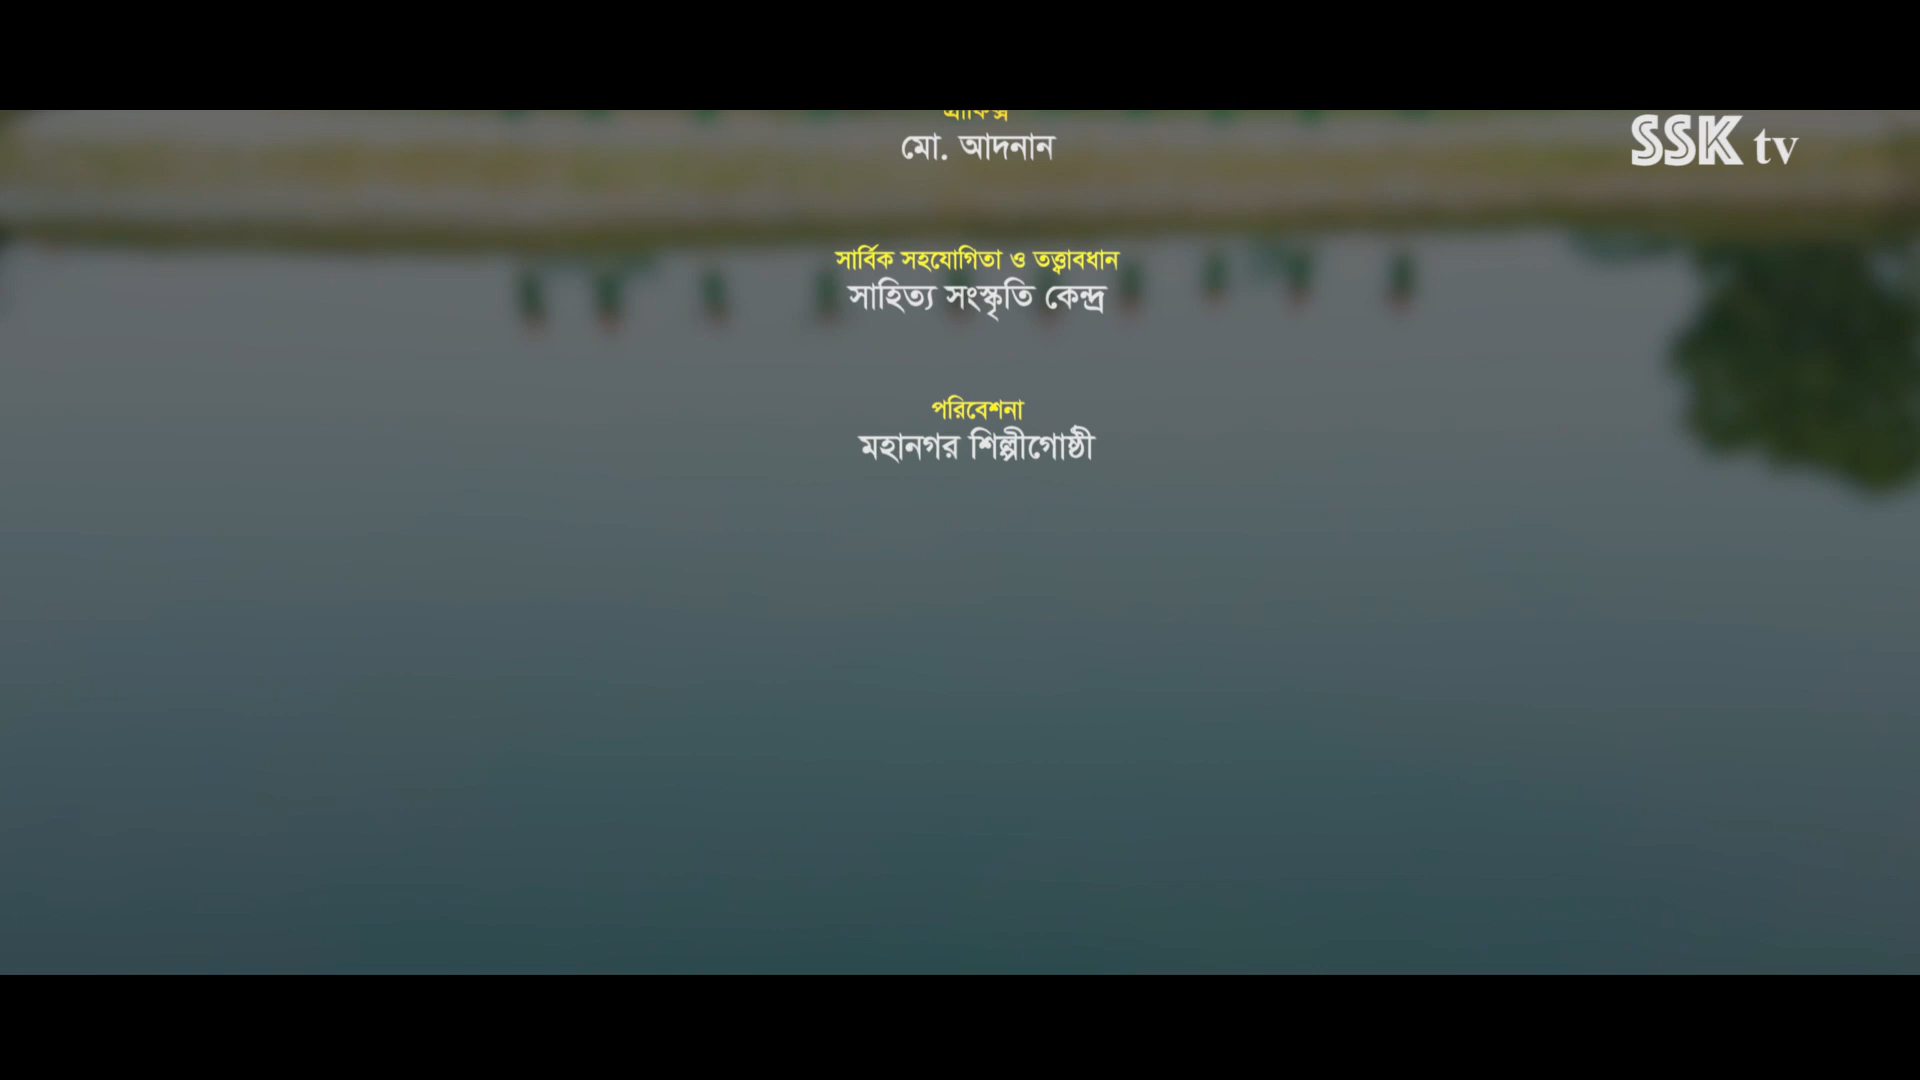 মো. আদনান
SSK tv
সার্বিক সহযোগিতা ও তত্ত্বাবধান
সাহিত্য সংস্কৃতি কেন্দ্র
পরিবেশনা
মহানগর শিল্পীগোষ্ঠী